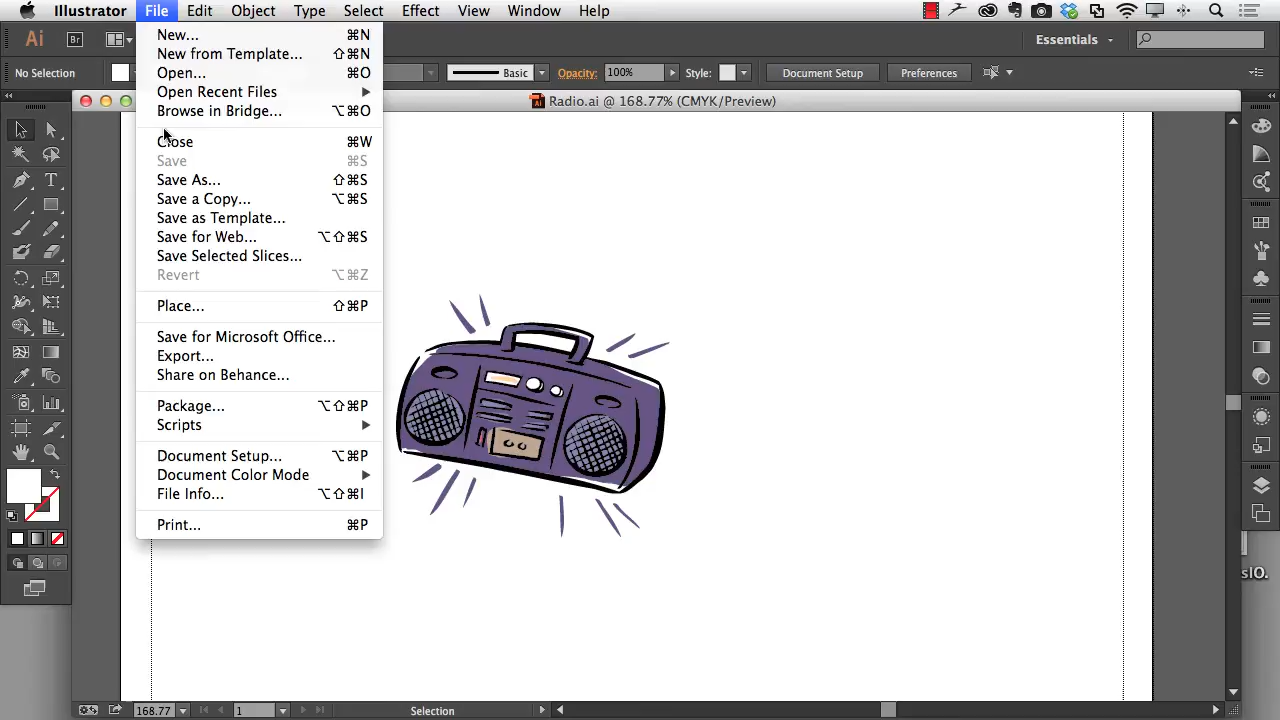 Illustrator File Edit Object Type Select Effect View Window Help
Ai Br Essentials
No Selection Basic Opacity: 100% Style: Document Setup Preferences
Radio.ai @ 168.77% (CMYK/Preview)
New... ⌘N
New from Template... ⇧⌘N
Open... ⌘O
Open Recent Files
Browse in Bridge... ⌥⌘O
Close ⌘W
Save ⌘S
Save As... ⇧⌘S
Save a Copy... ⌥⌘S
Save as Template...
Save for Web... ⌥⇧⌘S
Save Selected Slices...
Revert ⌥⌘Z
Place... ⇧⌘P
Save for Microsoft Office...
Export...
Share on Behance...
Package... ⌥⇧⌘P
Scripts
Document Setup... ⌥⌘P
Document Color Mode
File Info... ⌥⇧⌘I
Print... ⌘P
sIO.
168.77 1 Selection